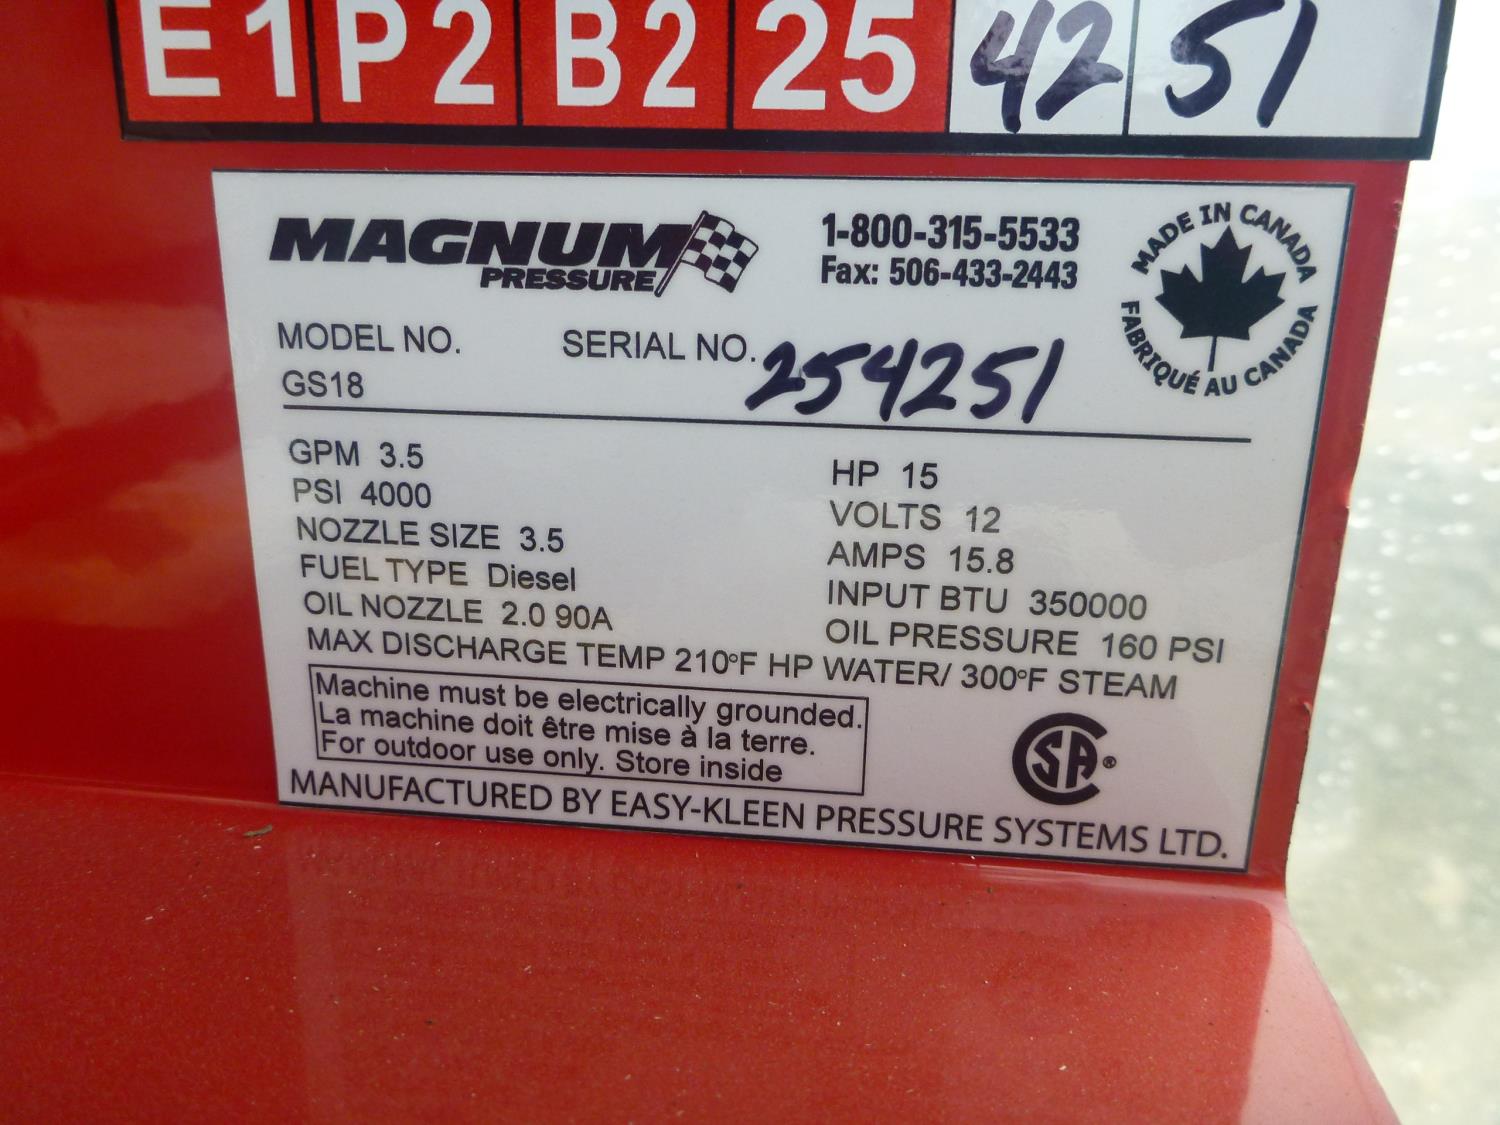 E1 P2 B2 25 42 51
MAGNUM
PRESSURE
1-800-315-5533
Fax: 506-433-2443
MADE IN CANADA
FABRIQUÉ AU CANADA
MODEL NO.
GS18
SERIAL NO. 254251
GPM 3.5
PSI 4000
NOZZLE SIZE 3.5
FUEL TYPE Diesel
OIL NOZZLE 2.0 90A
HP 15
VOLTS 12
AMPS 15.8
INPUT BTU 350000
OIL PRESSURE 160 PSI
MAX DISCHARGE TEMP 210°F HP WATER/ 300°F STEAM
Machine must be electrically grounded.
La machine doit être mise à la terre.
For outdoor use only. Store inside
SA®
MANUFACTURED BY EASY-KLEEN PRESSURE SYSTEMS LTD.